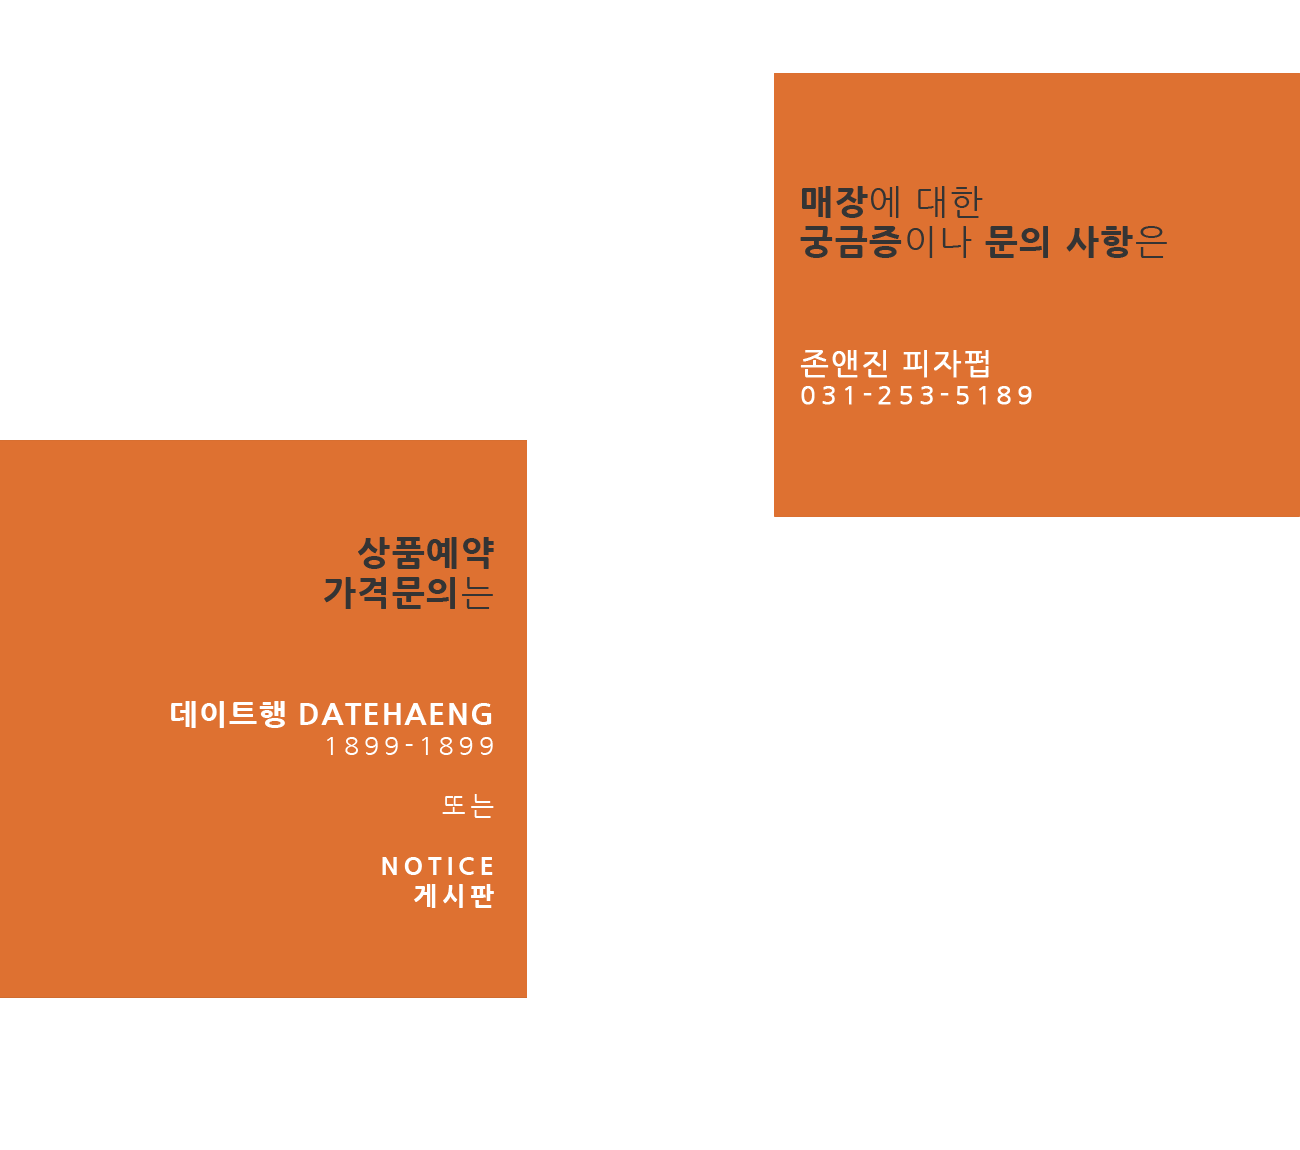 매장에 대한
궁금증이나 문의 사항은
존앤진 피자펍
031-253-5189
상품예약
가격문의는
데이트행 DATEHAENG
1899-1899
또는
NOTICE
게시판